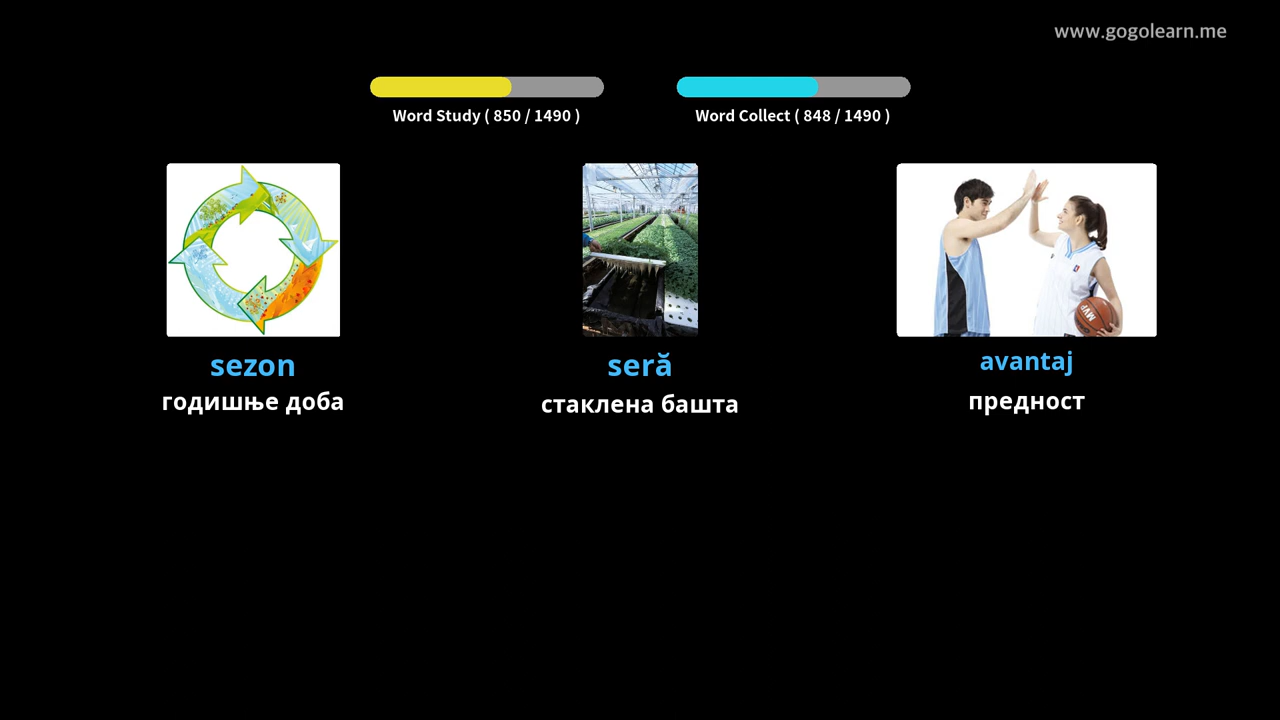 www.gogolearn.me
Word Study ( 850 / 1490 )
Word Collect ( 848 / 1490 )
sezon
годишње доба
seră
стаклена башта
avantaj
предност
MVP